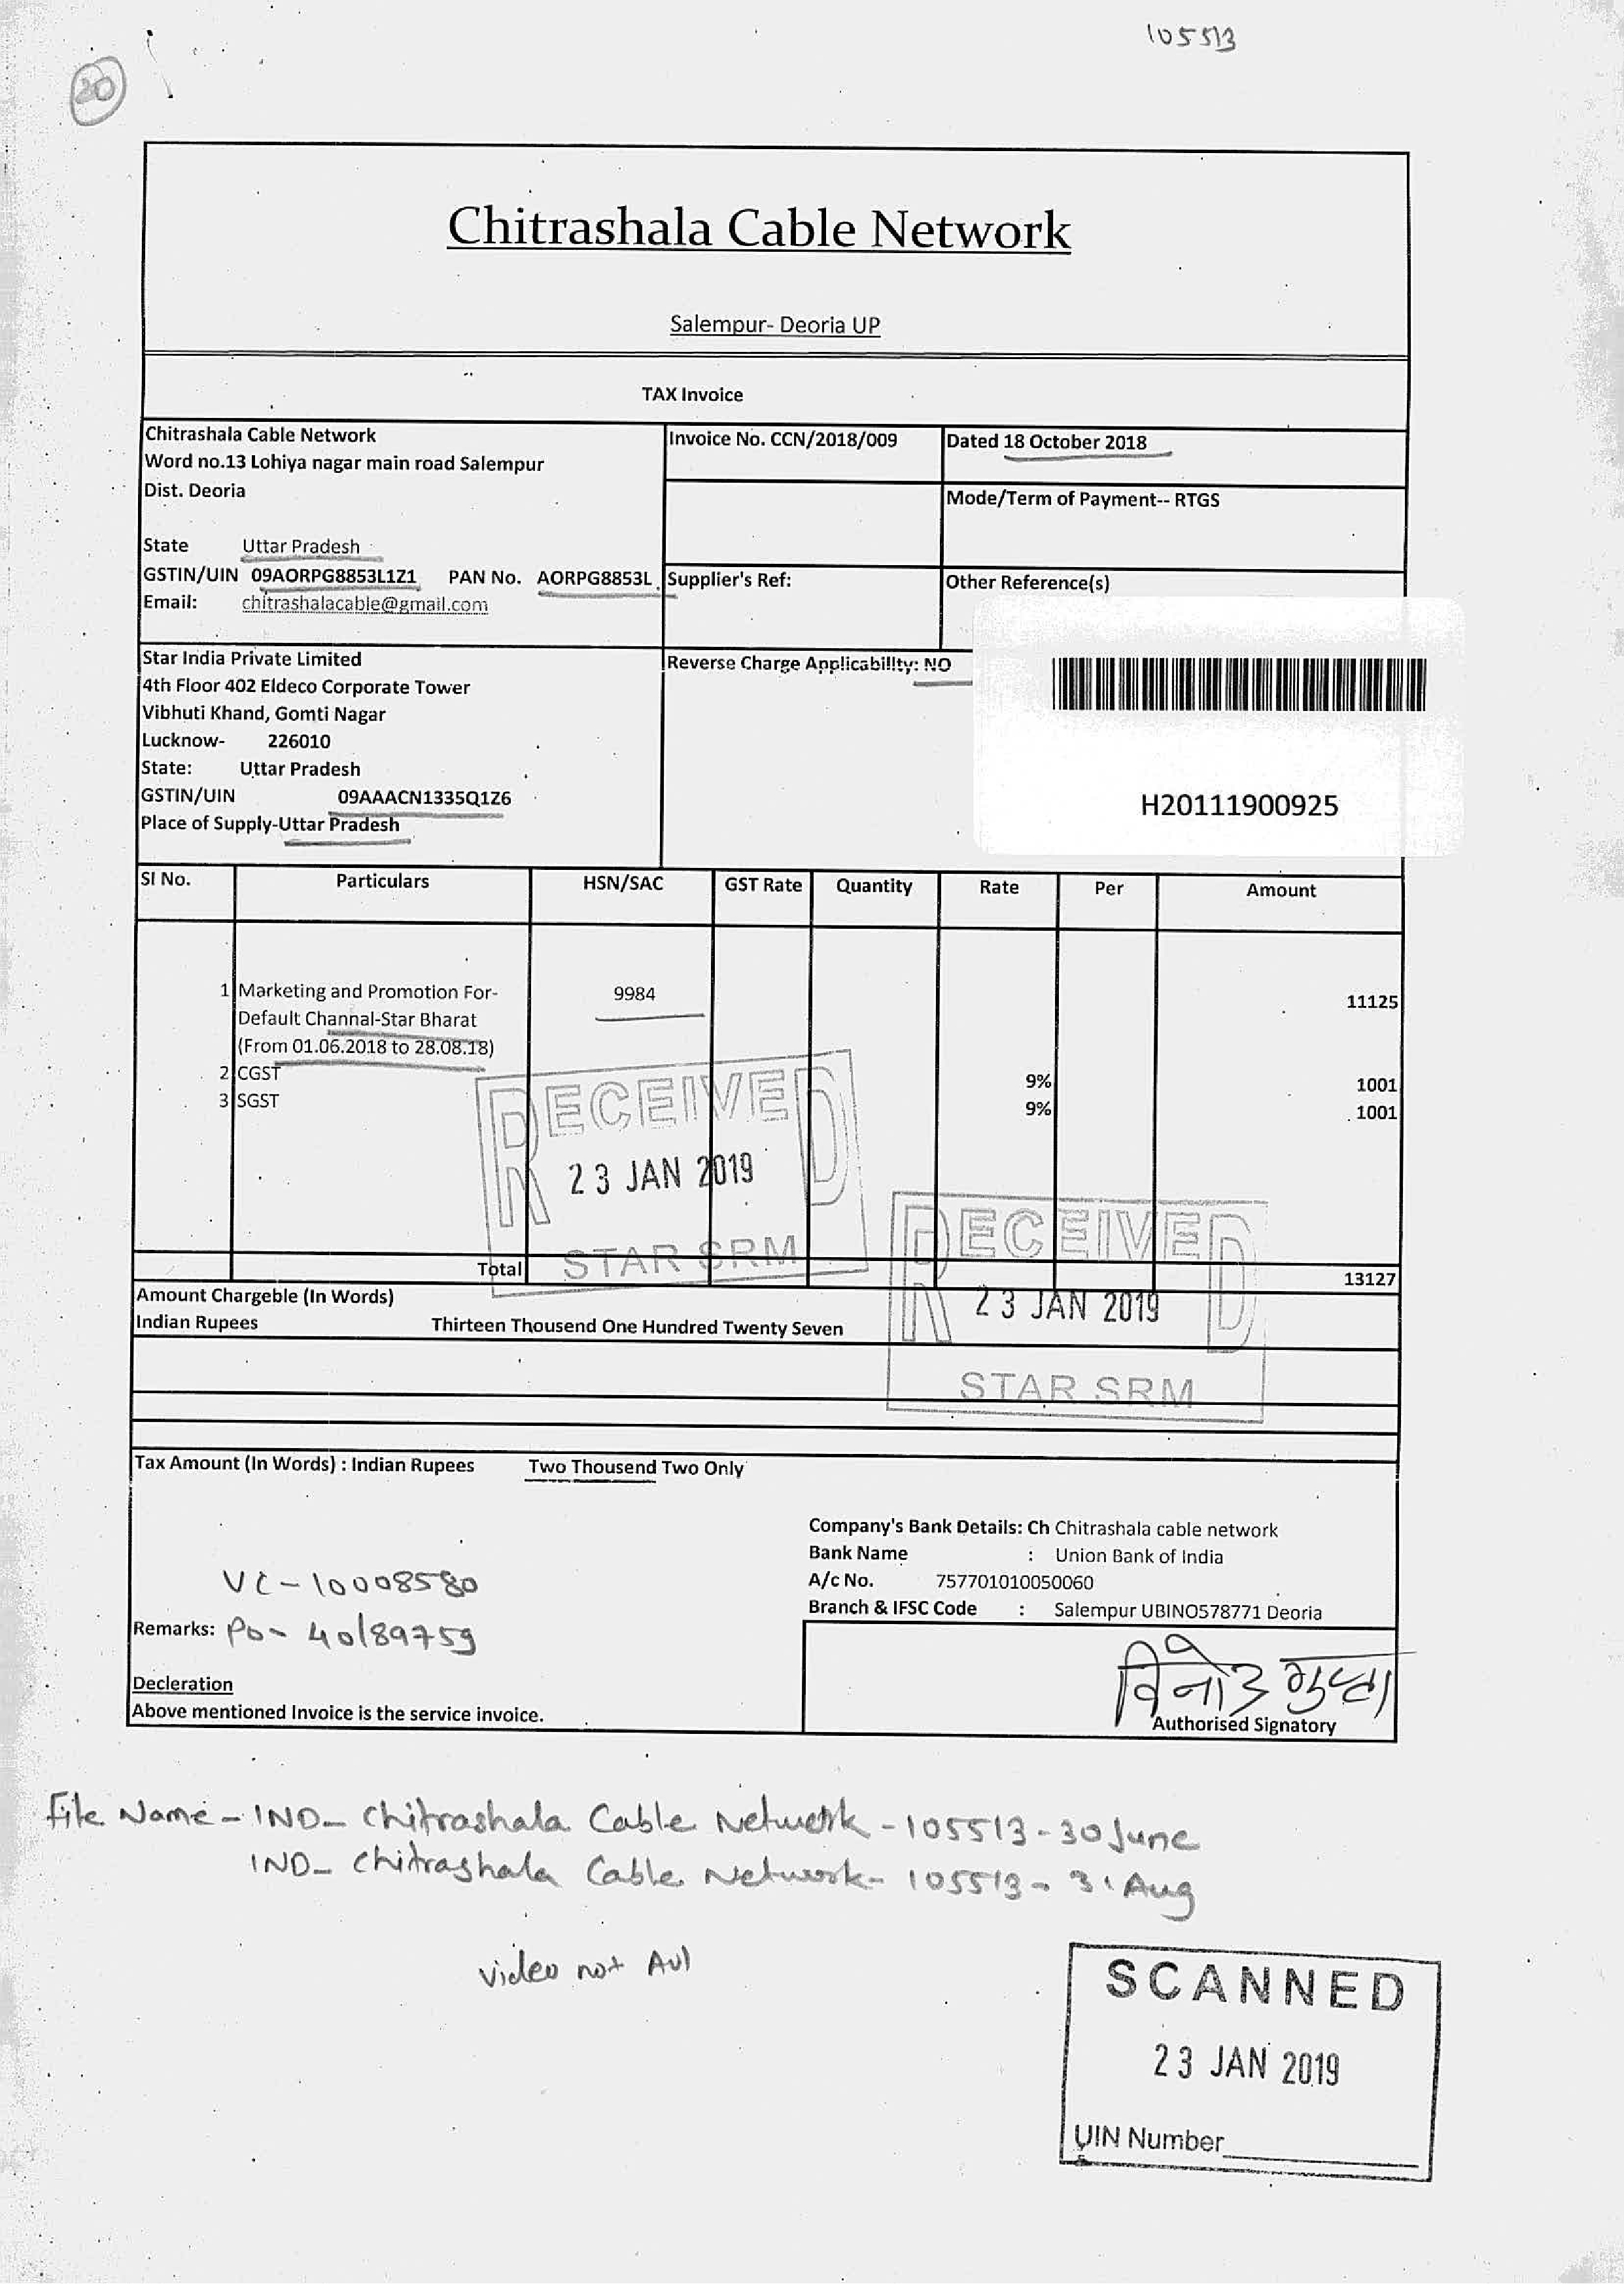 105513
20
Chitrashala Cable Network
Salempur- Deoria UP
TAX Invoice
Chitrashala Cable Network
Word no.13 Lohiya nagar main road Salempur
Dist. Deoria
State Uttar Pradesh
GSTIN/UIN 09AORPG8853L1Z1 PAN No. AORPG8853L
Email: chitrashalacable@gmail.com
Invoice No. CCN/2018/009
Dated 18 October 2018
Mode/Term of Payment-- RTGS
Supplier's Ref:
Other Reference(s)
Star India Private Limited
4th Floor 402 Eldeco Corporate Tower
Vibhuti Khand, Gomti Nagar
Lucknow- 226010
State: Uttar Pradesh
GSTIN/UIN 09AAACN1335Q1Z6
Place of Supply-Uttar Pradesh
Reverse Charge Applicability: NO
H20111900925
SI No. Particulars HSN/SAC GST Rate Quantity Rate Per Amount
1 Marketing and Promotion For- 9984 11125
Default Channal-Star Bharat
(From 01.06.2018 to 28.08.18)
2 CGST 9% 1001
3 SGST 9% 1001
RECEIVED
23 JAN 2019
STAR SRM
RECEIVED
23 JAN 2019
STAR SRM
Total 13127
Amount Chargeble (In Words)
Indian Rupees Thirteen Thousend One Hundred Twenty Seven
Tax Amount (In Words) : Indian Rupees Two Thousend Two Only
Company's Bank Details: Ch Chitrashala cable network
Bank Name : Union Bank of India
A/c No. 757701010050060
Branch & IFSC Code : Salempur UBINO578771 Deoria
VC-10008580
Remarks: PO- 40189759
Decleration
Above mentioned Invoice is the service invoice.
विनोद गुप्ता
Authorised Signatory
File Name - IND- Chitrashala Cable Network - 105513 - 30 June
IND- Chitrashala Cable Network - 105513 - 31 Aug
video not Avl
SCANNED
23 JAN 2019
UIN Number